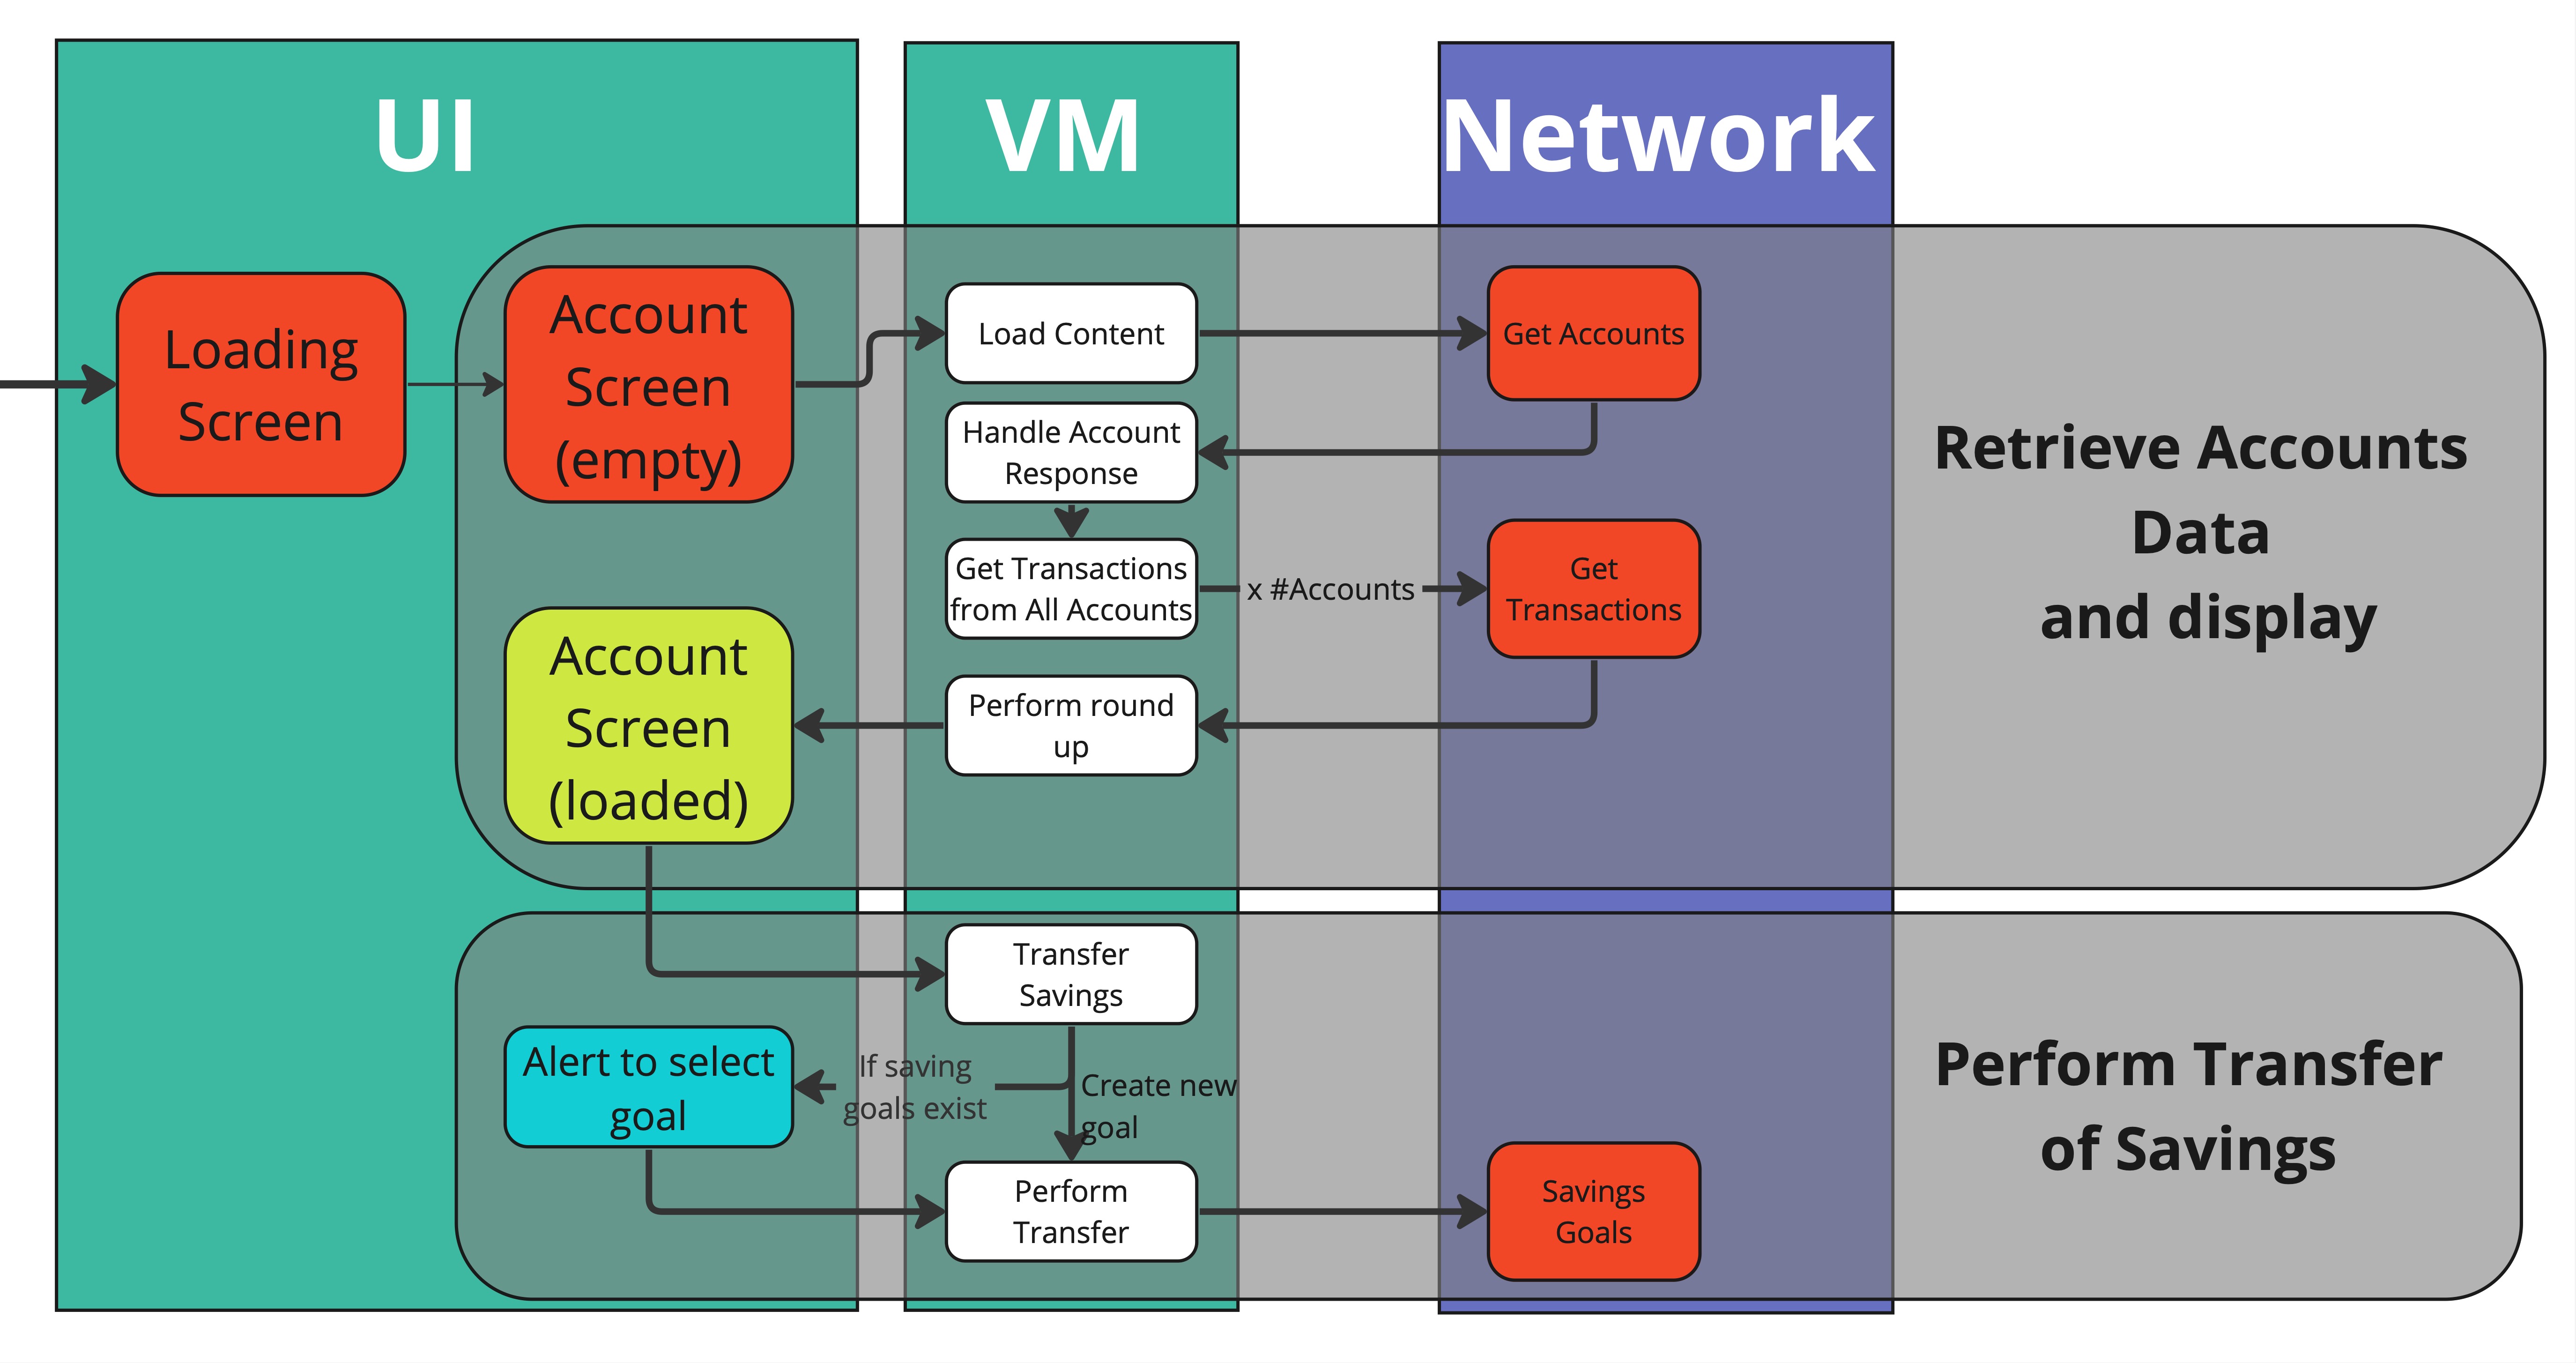 UI
VM
Network
Loading
Screen
Account
Screen
(empty)
Load Content
Get Accounts
Handle Account
Response
Get Transactions
from All Accounts
x #Accounts
Get
Transactions
Account
Screen
(loaded)
Perform round
up
Retrieve Accounts
Data
and display
Transfer
Savings
Alert to select
goal
If saving
goals exist
Create new
goal
Perform
Transfer
Savings
Goals
Perform Transfer
of Savings